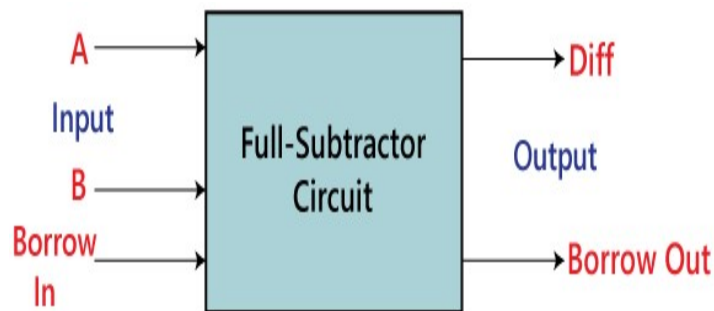 A
Input
B
Borrow
In
Full-Subtractor
Circuit
Diff
Output
Borrow Out